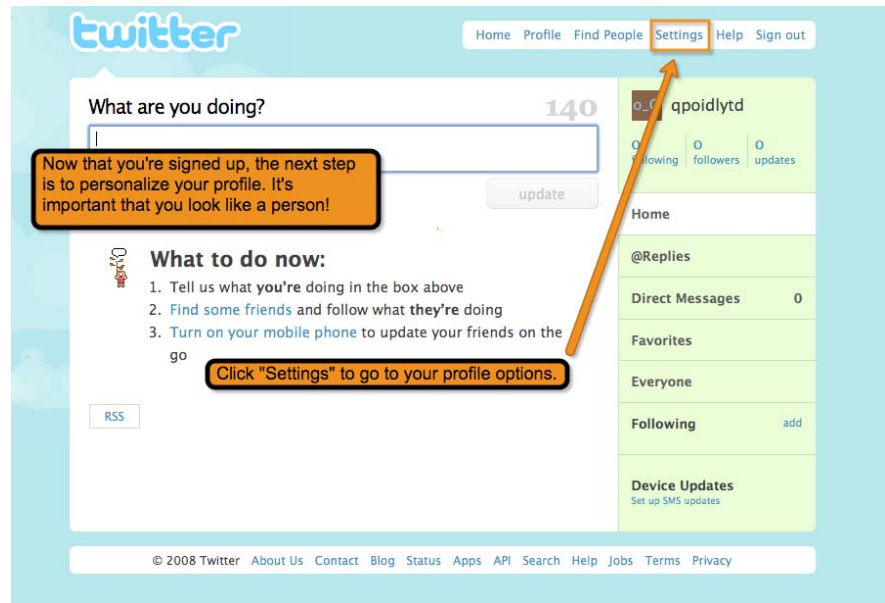 twitter
Home Profile Find People Settings Help Sign out
What are you doing?
140
Now that you're signed up, the next step
is to personalize your profile. It's
important that you look like a person!
update
What to do now:
1. Tell us what you're doing in the box above
2. Find some friends and follow what they're doing
3. Turn on your mobile phone to update your friends on the
go
Click "Settings" to go to your profile options.
RSS
o_O qpoidlytd
0 0 0
following followers updates
Home
@Replies
Direct Messages 0
Favorites
Everyone
Following add
Device Updates
Set up SMS updates
© 2008 Twitter About Us Contact Blog Status Apps API Search Help Jobs Terms Privacy